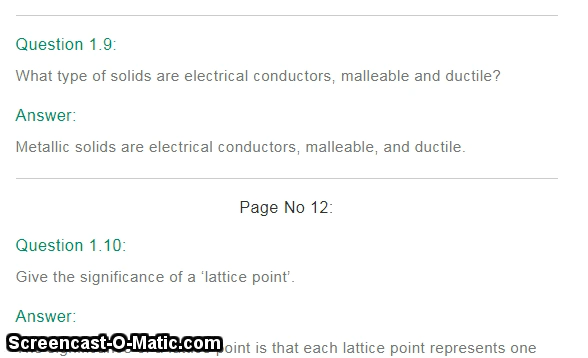 Question 1.9:
What type of solids are electrical conductors, malleable and ductile?
Answer:
Metallic solids are electrical conductors, malleable, and ductile.
Page No 12:
Question 1.10:
Give the significance of a ‘lattice point’.
Answer:
Screencast-O-Matic.com
point is that each lattice point represents one